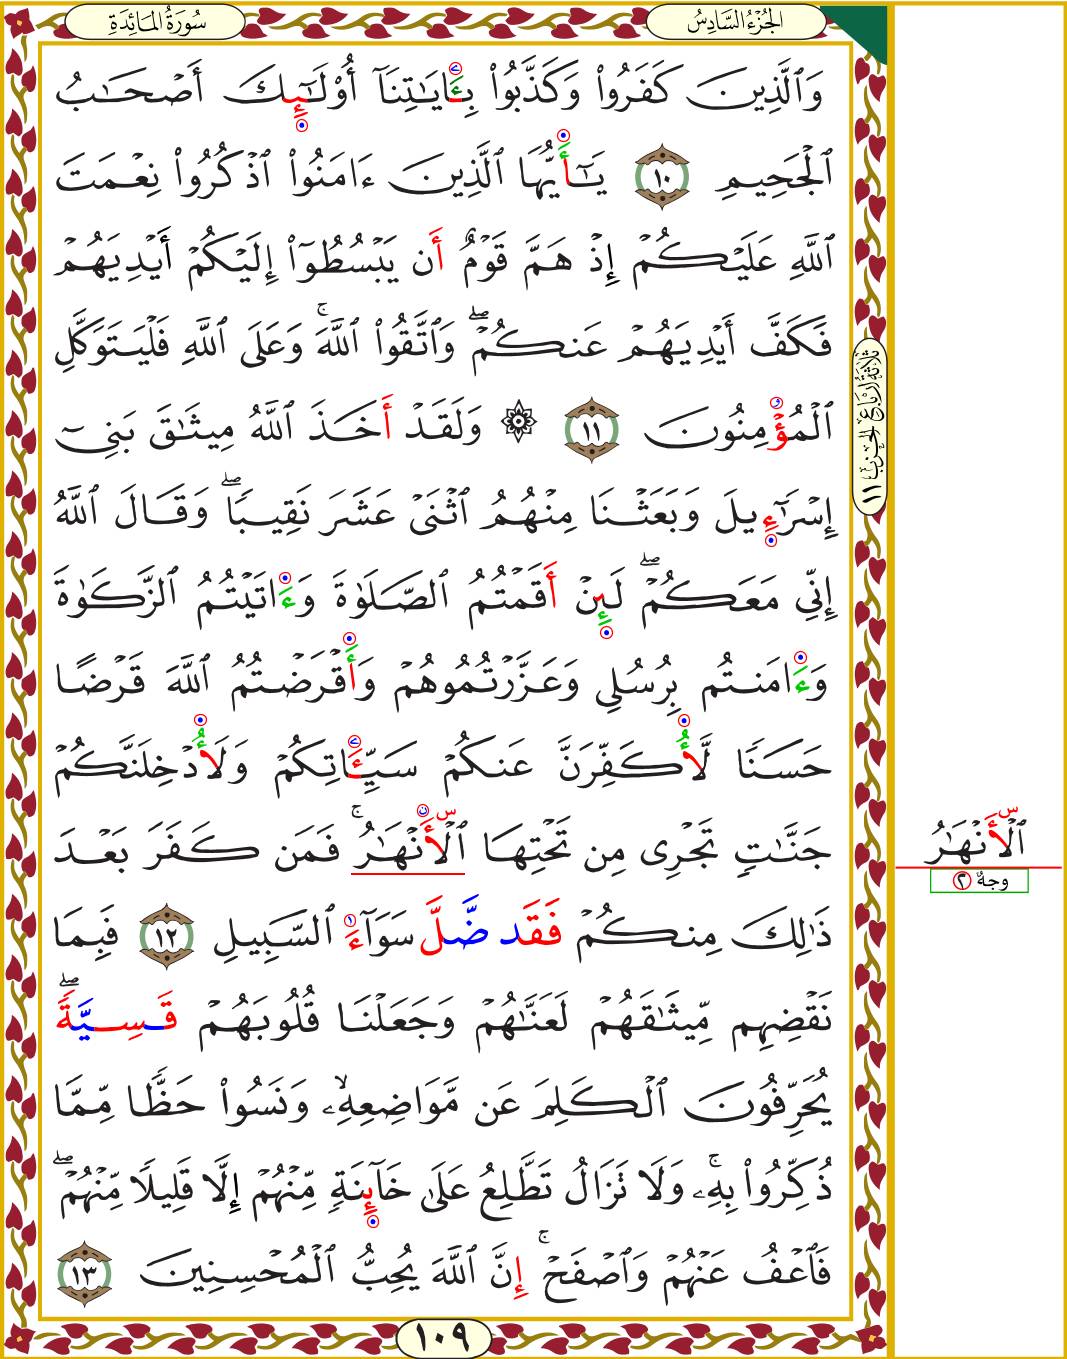 الجُزْءُ السَّادِسُ
سُورَةُ المَائِدَةِ
وَٱلَّذِينَ كَفَرُواْ وَكَذَّبُواْ بِـَٔايَٰتِنَآ أُوْلَٰٓئِكَ أَصْحَٰبُ
ٱلْجَحِيمِ ١٠ يَٰٓأَيُّهَا ٱلَّذِينَ ءَامَنُواْ ٱذْكُرُواْ نِعْمَتَ
ٱللَّهِ عَلَيْكُمْ إِذْ هَمَّ قَوْمٌ أَن يَبْسُطُوٓاْ إِلَيْكُمْ أَيْدِيَهُمْ
فَكَفَّ أَيْدِيَهُمْ عَنكُمْۖ وَٱتَّقُواْ ٱللَّهَۚ وَعَلَى ٱللَّهِ فَلْيَتَوَكَّلِ
ٱلْمُؤْمِنُونَ ١١ ۞ وَلَقَدْ أَخَذَ ٱللَّهُ مِيثَٰقَ بَنِىٓ
إِسْرَٰٓءِيلَ وَبَعَثْنَا مِنْهُمُ ٱثْنَىْ عَشَرَ نَقِيبًاۖ وَقَالَ ٱللَّهُ
إِنِّى مَعَكُمْۖ لَئِنْ أَقَمْتُمُ ٱلصَّلَوٰةَ وَءَاتَيْتُمُ ٱلزَّكَوٰةَ
وَءَامَنتُم بِرُسُلِى وَعَزَّرْتُمُوهُمْ وَأَقْرَضْتُمُ ٱللَّهَ قَرْضًا
حَسَنًا لَّأُكَفِّرَنَّ عَنكُمْ سَيِّـَٔاتِكُمْ وَلَأُدْخِلَنَّكُمْ
جَنَّٰتٍ تَجْرِى مِن تَحْتِهَا ٱلْأَنْهَٰرُۚ فَمَن كَفَرَ بَعْدَ
ذَٰلِكَ مِنكُمْ فَقَد ضَّلَّ سَوَآءَ ٱلسَّبِيلِ ١٢ فَبِمَا
نَقْضِهِم مِّيثَٰقَهُمْ لَعَنَّٰهُمْ وَجَعَلْنَا قُلُوبَهُمْ قَسِيَّةًۖ
يُحَرِّفُونَ ٱلْكَلِمَ عَن مَّوَاضِعِهِۦۙ وَنَسُواْ حَظًّا مِّمَّا
ذُكِّرُواْ بِهِۦۚ وَلَا تَزَالُ تَطَّلِعُ عَلَىٰ خَآئِنَةٍ مِّنْهُمْ إِلَّا قَلِيلًا مِّنْهُمْۖ
فَٱعْفُ عَنْهُمْ وَٱصْفَحْۚ إِنَّ ٱللَّهَ يُحِبُّ ٱلْمُحْسِنِينَ ١٣
١٠٩
ثلاثة أرباع الحزب ١١
س
ٱلْأَنْهَٰرُ
وجهٌ ٢